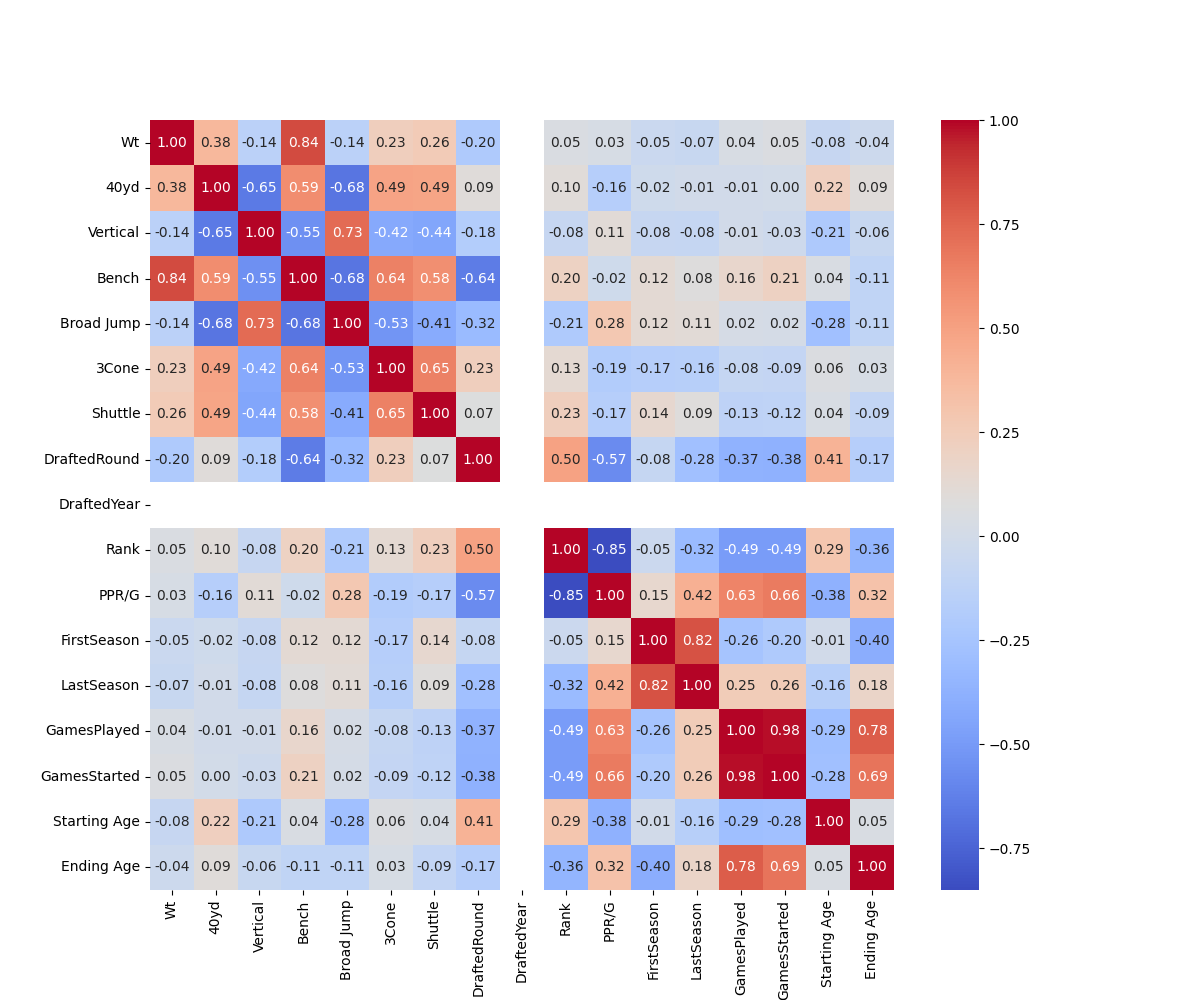 Wt 1.00 0.38 -0.14 0.84 -0.14 0.23 0.26 -0.20 0.05 0.03 -0.05 -0.07 0.04 0.05 -0.08 -0.04
40yd 0.38 1.00 -0.65 0.59 -0.68 0.49 0.49 0.09 0.10 -0.16 -0.02 -0.01 -0.01 0.00 0.22 0.09
Vertical -0.14 -0.65 1.00 -0.55 0.73 -0.42 -0.44 -0.18 -0.08 0.11 -0.08 -0.08 -0.01 -0.03 -0.21 -0.06
Bench 0.84 0.59 -0.55 1.00 -0.68 0.64 0.58 -0.64 0.20 -0.02 0.12 0.08 0.16 0.21 0.04 -0.11
Broad Jump -0.14 -0.68 0.73 -0.68 1.00 -0.53 -0.41 -0.32 -0.21 0.28 0.12 0.11 0.02 0.02 -0.28 -0.11
3Cone 0.23 0.49 -0.42 0.64 -0.53 1.00 0.65 0.23 0.13 -0.19 -0.17 -0.16 -0.08 -0.09 0.06 0.03
Shuttle 0.26 0.49 -0.44 0.58 -0.41 0.65 1.00 0.07 0.23 -0.17 0.14 0.09 -0.13 -0.12 0.04 -0.09
DraftedRound -0.20 0.09 -0.18 -0.64 -0.32 0.23 0.07 1.00 0.50 -0.57 -0.08 -0.28 -0.37 -0.38 0.41 -0.17
DraftedYear
Rank 0.05 0.10 -0.08 0.20 -0.21 0.13 0.23 0.50 1.00 -0.85 -0.05 -0.32 -0.49 -0.49 0.29 -0.36
PPR/G 0.03 -0.16 0.11 -0.02 0.28 -0.19 -0.17 -0.57 -0.85 1.00 0.15 0.42 0.63 0.66 -0.38 0.32
FirstSeason -0.05 -0.02 -0.08 0.12 0.12 -0.17 0.14 -0.08 -0.05 0.15 1.00 0.82 -0.26 -0.20 -0.01 -0.40
LastSeason -0.07 -0.01 -0.08 0.08 0.11 -0.16 0.09 -0.28 -0.32 0.42 0.82 1.00 0.25 0.26 -0.16 0.18
GamesPlayed 0.04 -0.01 -0.01 0.16 0.02 -0.08 -0.13 -0.37 -0.49 0.63 -0.26 0.25 1.00 0.98 -0.29 0.78
GamesStarted 0.05 0.00 -0.03 0.21 0.02 -0.09 -0.12 -0.38 -0.49 0.66 -0.20 0.26 0.98 1.00 -0.28 0.69
Starting Age -0.08 0.22 -0.21 0.04 -0.28 0.06 0.04 0.41 0.29 -0.38 -0.01 -0.16 -0.29 -0.28 1.00 0.05
Ending Age -0.04 0.09 -0.06 -0.11 -0.11 0.03 -0.09 -0.17 -0.36 0.32 -0.40 0.18 0.78 0.69 0.05 1.00
Wt
40yd
Vertical
Bench
Broad Jump
3Cone
Shuttle
DraftedRound
DraftedYear
Rank
PPR/G
FirstSeason
LastSeason
GamesPlayed
GamesStarted
Starting Age
Ending Age
1.00
0.75
0.50
0.25
0.00
−0.25
−0.50
−0.75